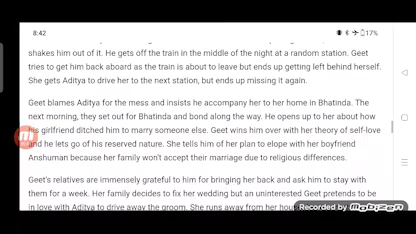 8:42
17%
shakes him out of it. He gets off the train in the middle of the night at a random station. Geet
tries to get him back aboard as the train is about to leave but ends up getting left behind herself.
She gets Aditya to drive her to the next station, but ends up missing it again.
Geet blames Aditya for the mess and insists he accompany her to her home in Bhatinda. The
next morning, they set out for Bhatinda and bond along the way. He opens up to her about how
his girlfriend ditched him to marry someone else. Geet wins him over with her theory of self-love
and he lets go of his reserved nature. She tells him of her plan to elope with her boyfriend
Anshuman because her family won't accept their marriage due to religious differences.
Geet's relatives are immensely grateful to him for bringing her back and ask him to stay with
them for a week. Her family decides to fix her wedding but an uninterested Geet pretends to be
in love with Aditya to drive away the groom. She runs away from her hou
Recorded by Mobizen